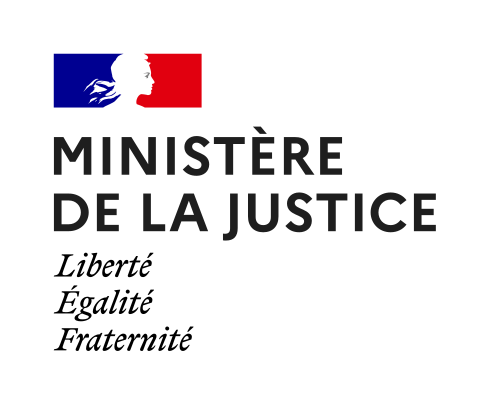 MINISTÈRE
DE LA JUSTICE
Liberté
Égalité
Fraternité